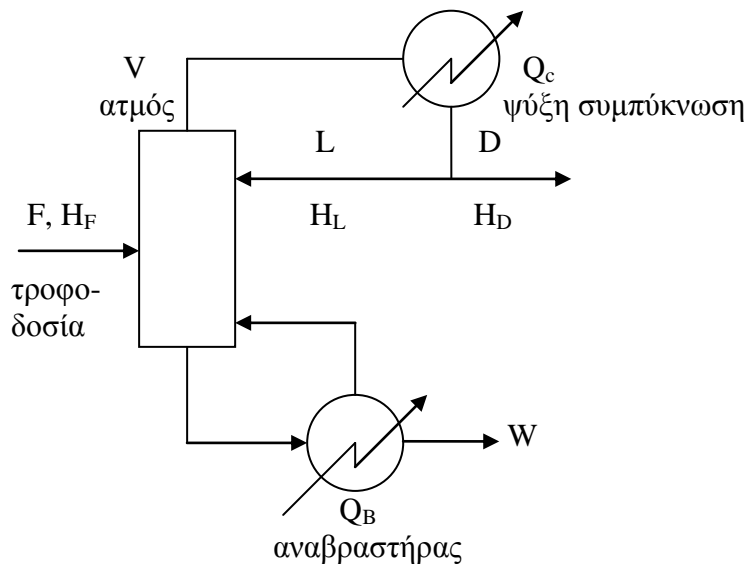 V
ατμός
Q_c
ψύξη συμπύκνωση
L
D
H_L
H_D
F, H_F
τροφο-
δοσία
W
Q_B
αναβραστήρας